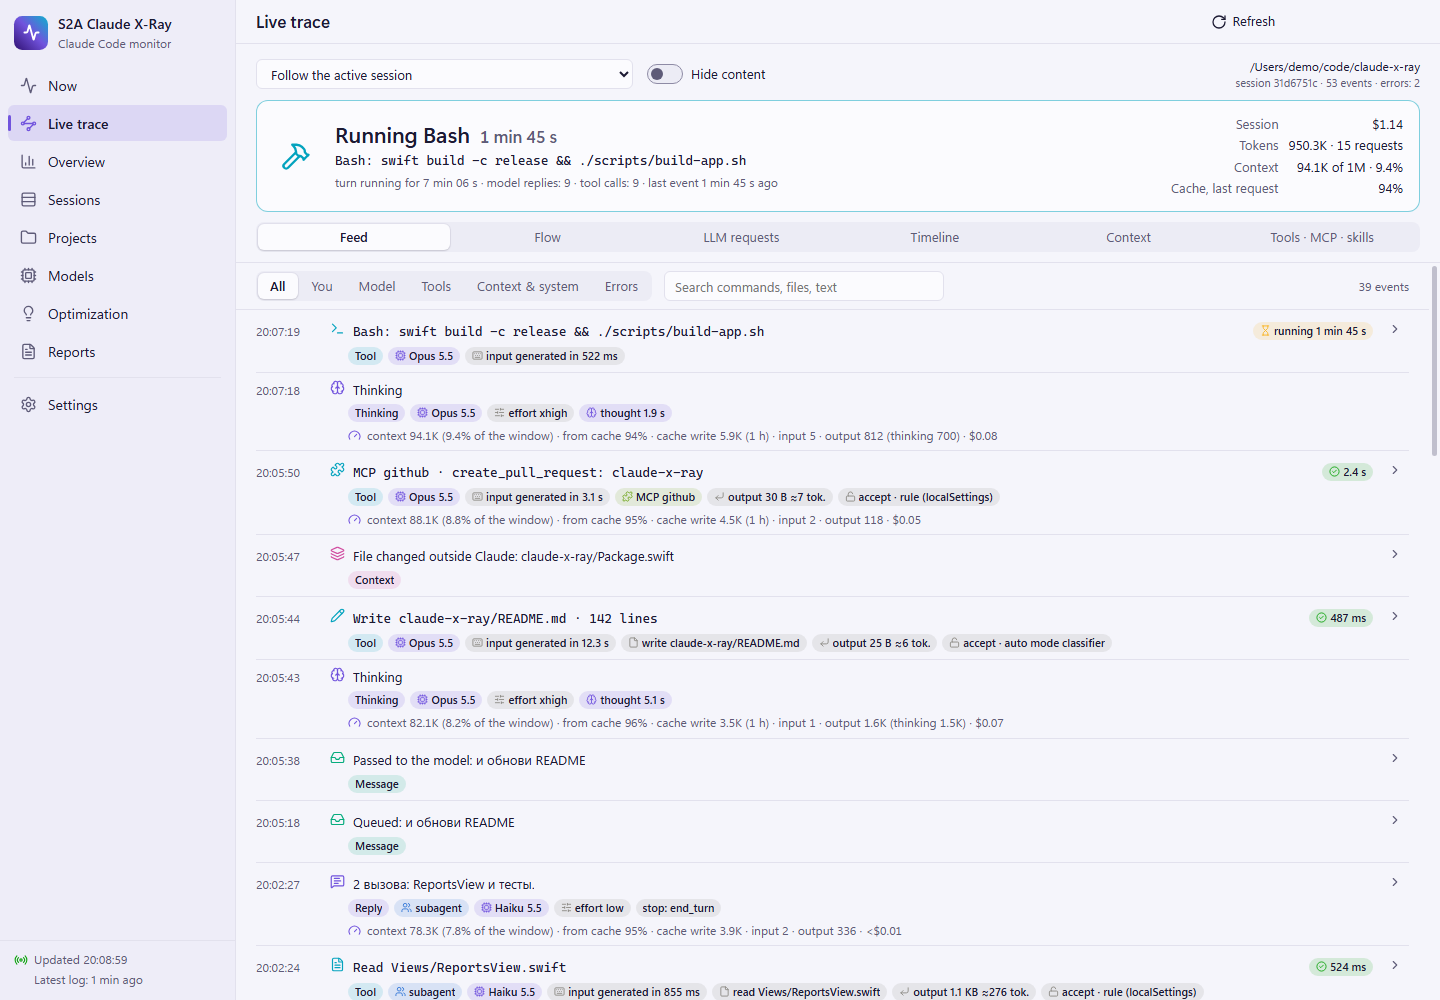 S2A Claude X-Ray
Claude Code monitor
Now
Live trace
Overview
Sessions
Projects
Models
Optimization
Reports
Settings
Updated 20:08:59
Latest log: 1 min ago
Live trace
Refresh
Follow the active session
Hide content
/Users/demo/code/claude-x-ray
session 31d6751c · 53 events · errors: 2
Running Bash 1 min 45 s
Bash: swift build -c release && ./scripts/build-app.sh
turn running for 7 min 06 s · model replies: 9 · tool calls: 9 · last event 1 min 45 s ago
Session $1.14
Tokens 950.3K · 15 requests
Context 94.1K of 1M · 9.4%
Cache, last request 94%
Feed Flow LLM requests Timeline Context Tools · MCP · skills
All You Model Tools Context & system Errors
Search commands, files, text
39 events
20:07:19 Bash: swift build -c release && ./scripts/build-app.sh running 1 min 45 s
Tool Opus 5.5 input generated in 522 ms
20:07:18 Thinking
Thinking Opus 5.5 effort xhigh thought 1.9 s
context 94.1K (9.4% of the window) · from cache 94% · cache write 5.9K (1 h) · input 5 · output 812 (thinking 700) · $0.08
20:05:50 MCP github · create_pull_request: claude-x-ray 2.4 s
Tool Opus 5.5 input generated in 3.1 s MCP github output 30 B ≈7 tok. accept · rule (localSettings)
context 88.1K (8.8% of the window) · from cache 95% · cache write 4.5K (1 h) · input 2 · output 118 · $0.05
20:05:47 File changed outside Claude: claude-x-ray/Package.swift
Context
20:05:44 Write claude-x-ray/README.md · 142 lines 487 ms
Tool Opus 5.5 input generated in 12.3 s write claude-x-ray/README.md output 25 B ≈6 tok. accept · auto mode classifier
20:05:43 Thinking
Thinking Opus 5.5 effort xhigh thought 5.1 s
context 82.1K (8.2% of the window) · from cache 96% · cache write 3.5K (1 h) · input 1 · output 1.6K (thinking 1.5K) · $0.07
20:05:38 Passed to the model: и обнови README
Message
20:05:18 Queued: и обнови README
Message
20:02:27 2 вызова: ReportsView и тесты.
Reply subagent Haiku 5.5 effort low stop: end_turn
context 78.3K (7.8% of the window) · from cache 95% · cache write 3.9K · input 2 · output 336 · <$0.01
20:02:24 Read Views/ReportsView.swift 524 ms
Tool subagent Haiku 5.5 input generated in 855 ms read Views/ReportsView.swift output 1.1 KB ≈276 tok. accept · rule (localSettings)